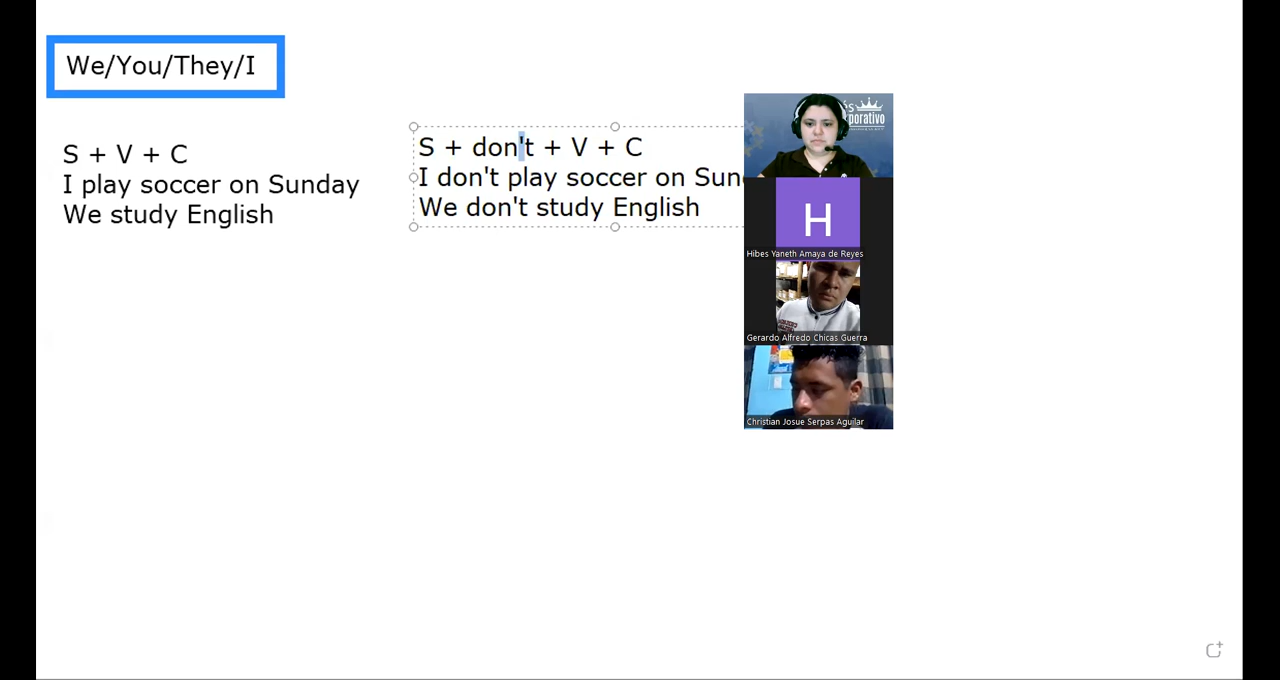 We/You/They/I
S + V + C
I play soccer on Sunday
We study English
S + don't + V + C
I don't play soccer on Sun
We don't study English
Hibes Yaneth Amaya de Reyes
Gerardo Alfredo Chicas Guerra
Christian Josue Serpas Aguilar
H